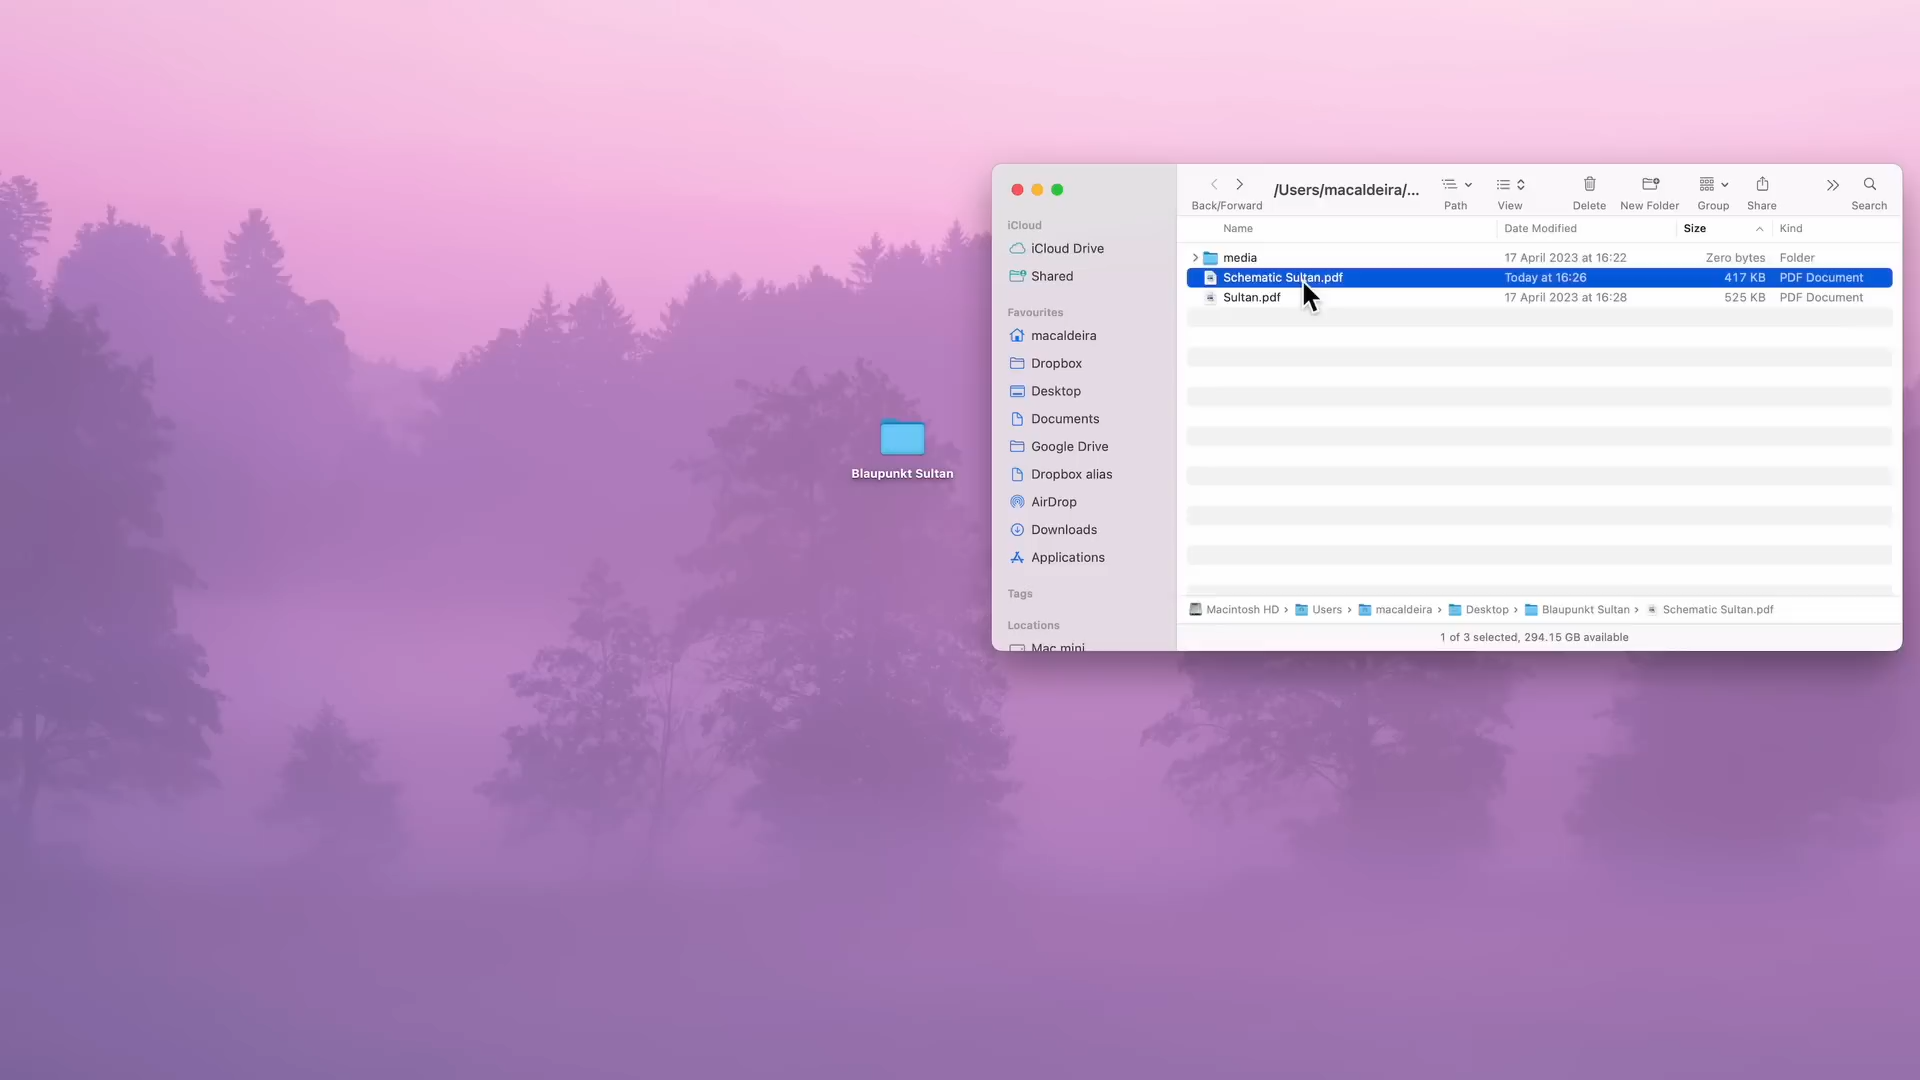 Blaupunkt Sultan
iCloud
iCloud Drive
Shared
Favourites
macaldeira
Dropbox
Desktop
Documents
Google Drive
Dropbox alias
AirDrop
Downloads
Applications
Tags
Locations
Mac mini
/Users/macaldeira/...
Back/Forward Path View Delete New Folder Group Share Search
Name Date Modified Size Kind
media 17 April 2023 at 16:22 Zero bytes Folder
Schematic Sultan.pdf Today at 16:26 417 KB PDF Document
Sultan.pdf 17 April 2023 at 16:28 525 KB PDF Document
Macintosh HD › Users › macaldeira › Desktop › Blaupunkt Sultan › Schematic Sultan.pdf
1 of 3 selected, 294.15 GB available